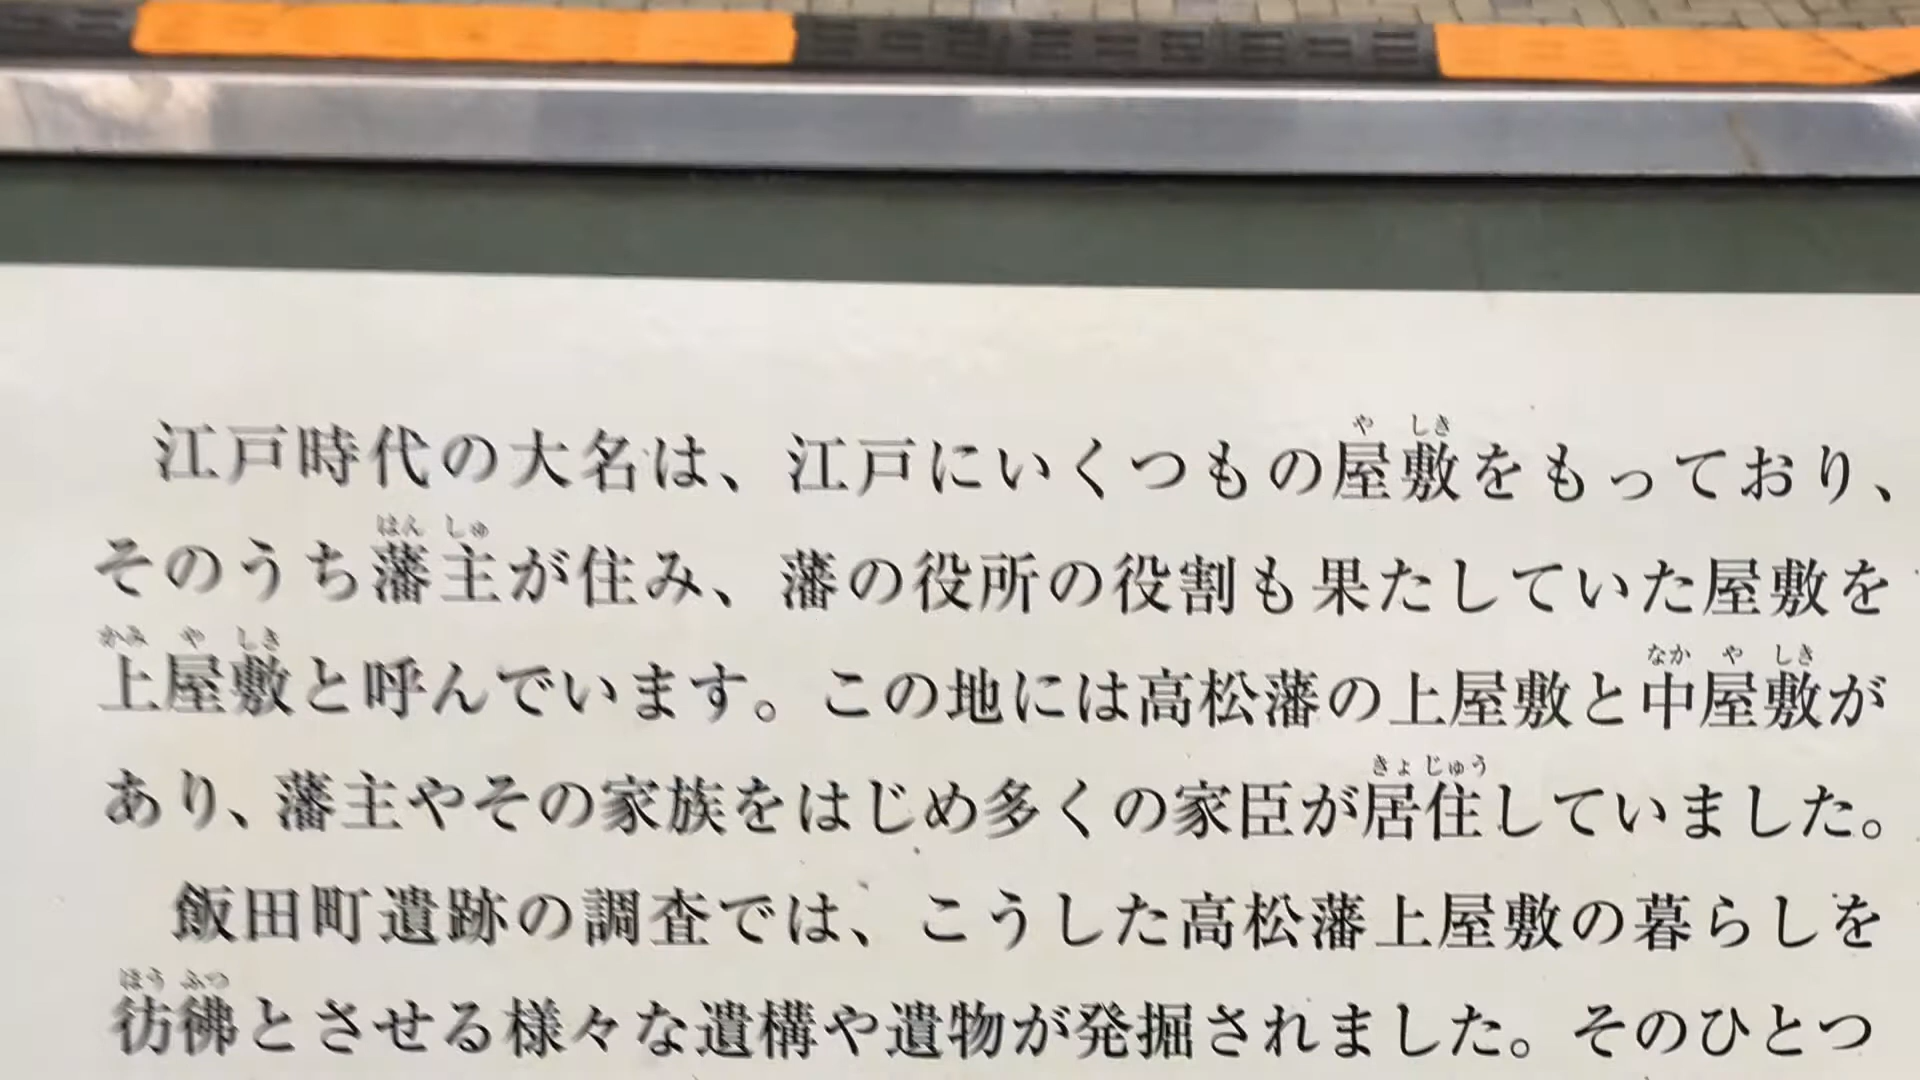 江戸時代の大名は、江戸にいくつもの屋敷をもっており、
そのうち藩主が住み、藩の役所の役割も果たしていた屋敷を
上屋敷と呼んでいます。この地には高松藩の上屋敷と中屋敷が
あり、藩主やその家族をはじめ多くの家臣が居住していました。
飯田町遺跡の調査では、こうした高松藩上屋敷の暮らしを
彷彿とさせる様々な遺構や遺物が発掘されました。そのひとつ